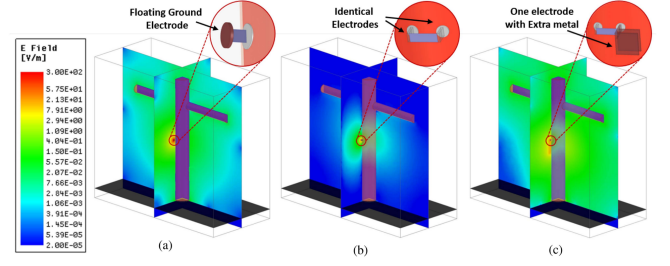 Floating Ground
Electrode
Identical
Electrodes
One electrode
with Extra metal
E Field
[V/m]
3.00E+02
5.75E+01
2.13E+01
7.91E+00
2.94E+00
1.09E+00
4.04E-01
1.50E-01
5.57E-02
2.07E-02
7.66E-03
2.84E-03
1.06E-03
3.91E-04
1.45E-04
5.39E-05
2.00E-05
(a)
(b)
(c)